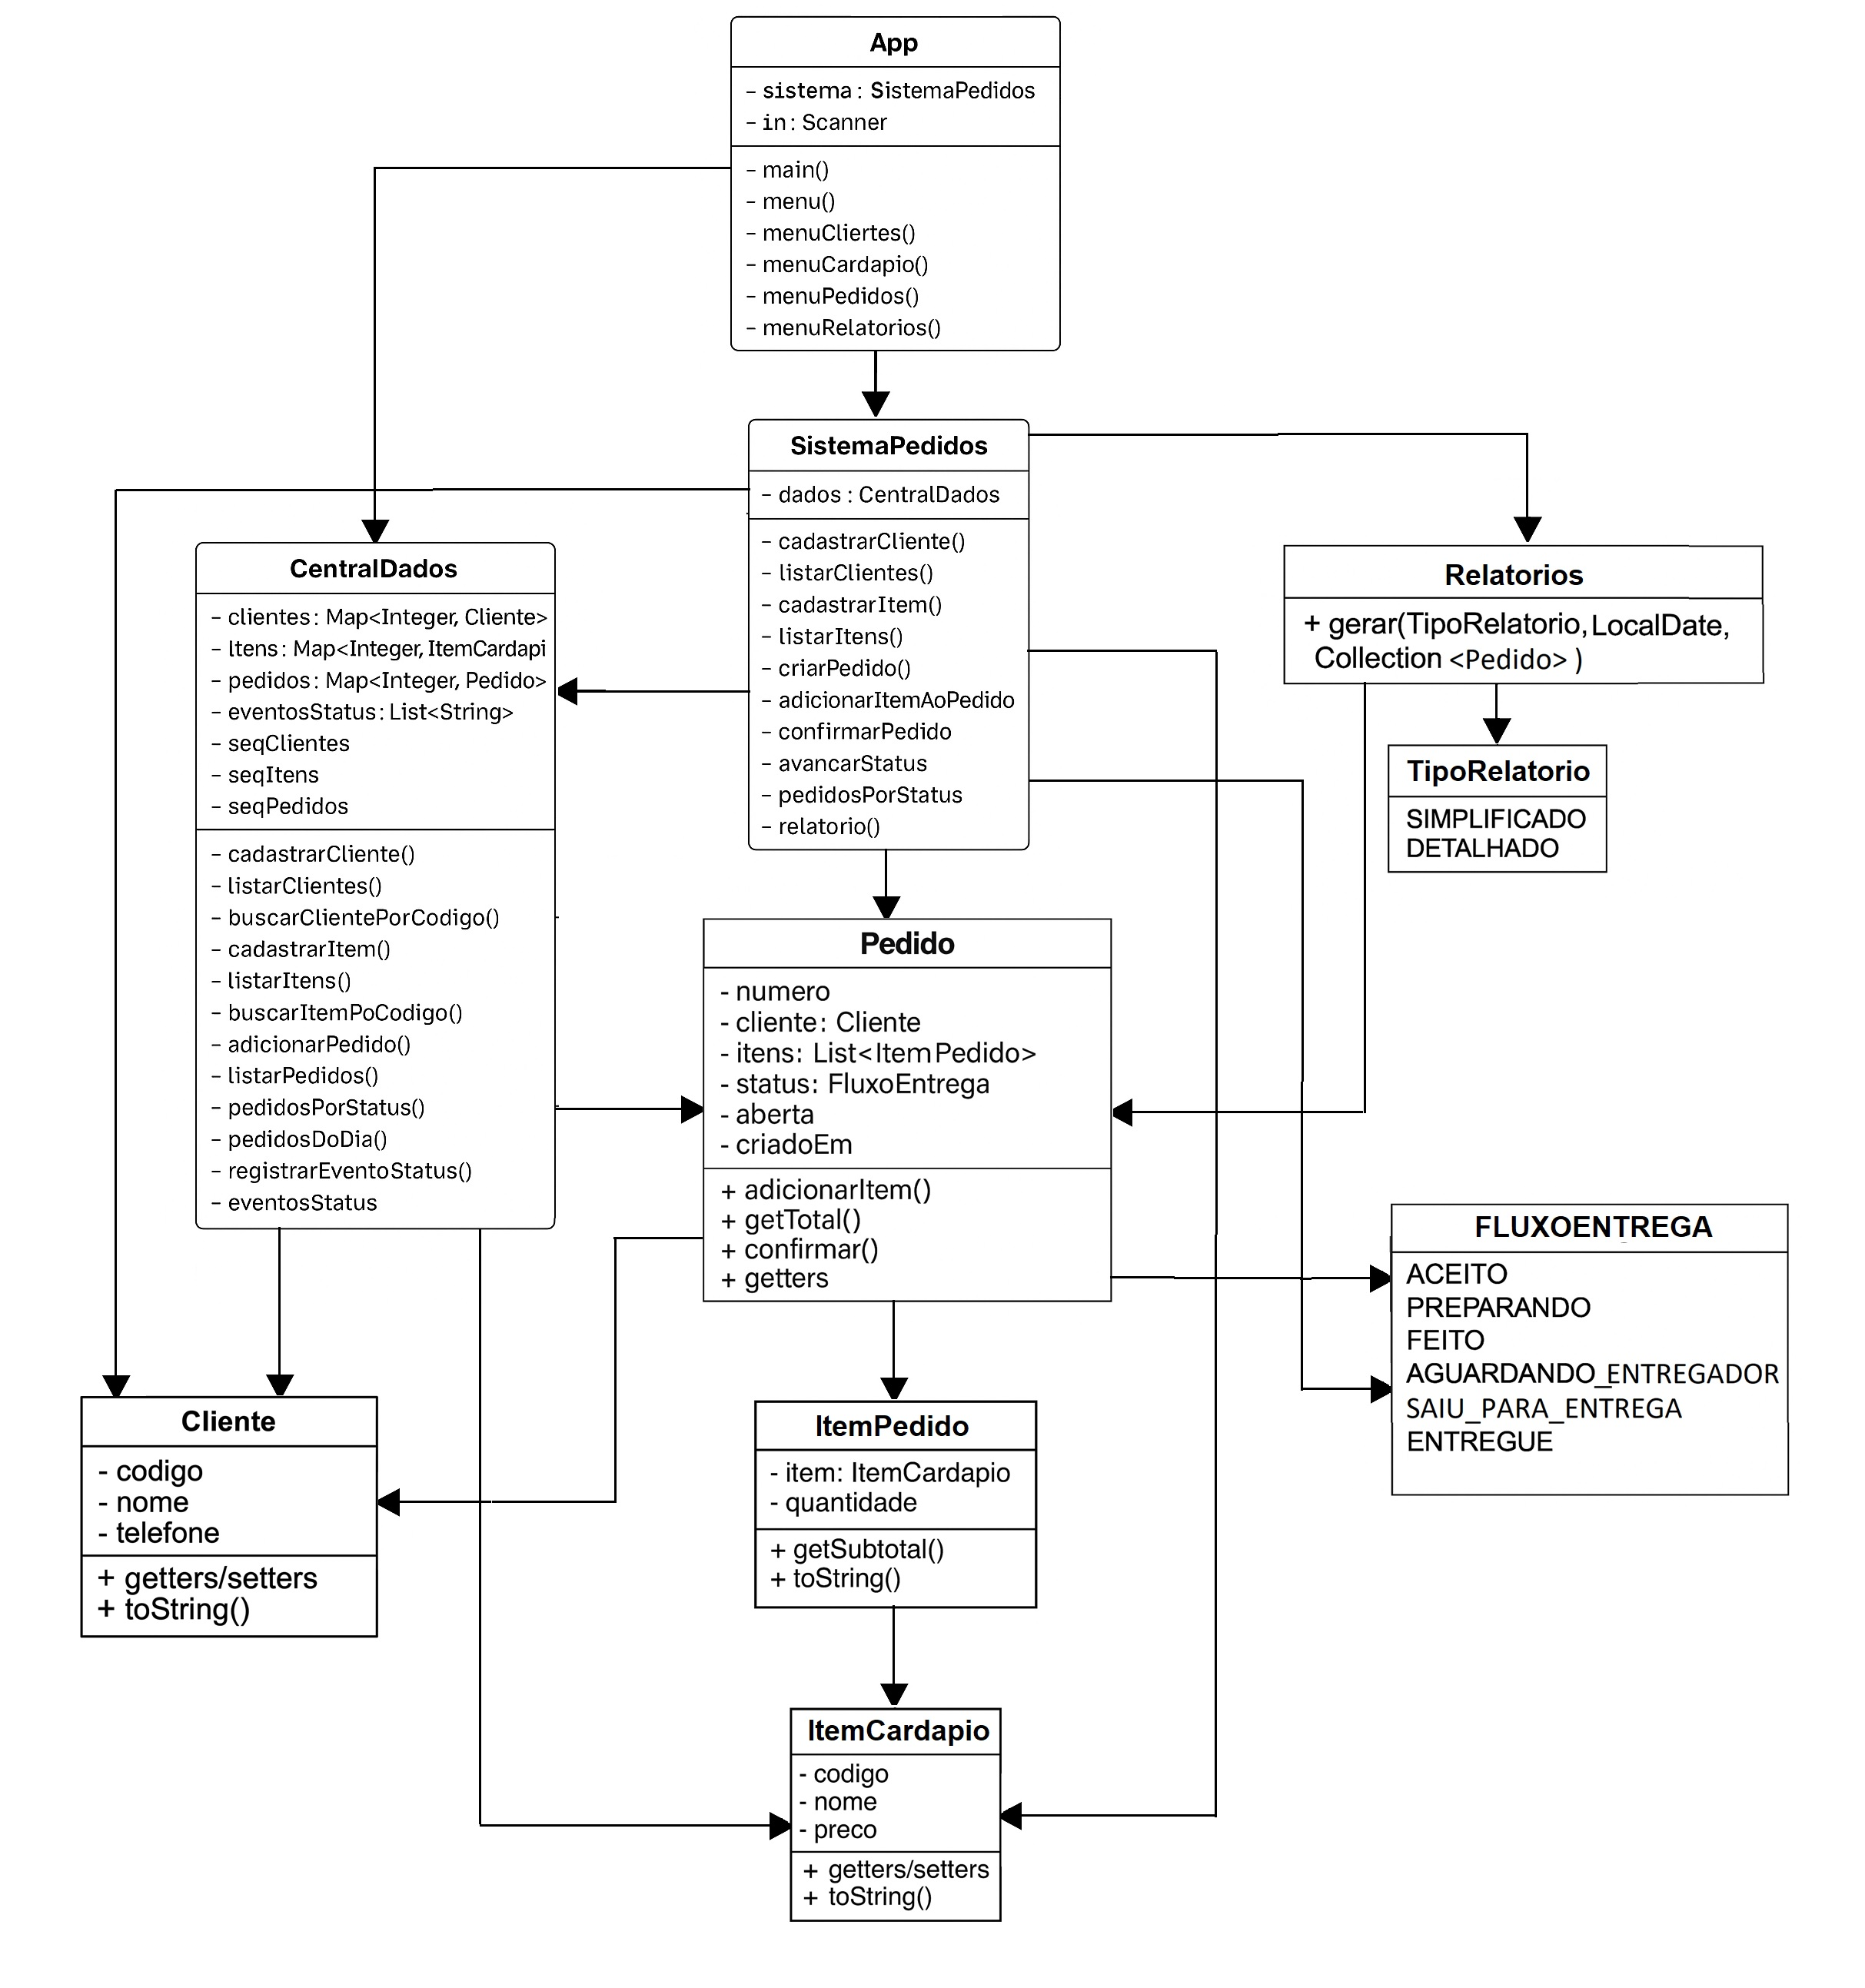 App
- sistema : SistemaPedidos
- in : Scanner
- main()
- menu()
- menuCliertes()
- menuCardapio()
- menuPedidos()
- menuRelatorios()
SistemaPedidos
- dados : CentralDados
- cadastrarCliente()
- listarClientes()
- cadastrarItem()
- listarItens()
- criarPedido()
- adicionarItemAoPedido
- confirmarPedido
- avancarStatus
- pedidosPorStatus
- relatorio()
CentralDados
- clientes : Map<Integer, Cliente>
- ltens : Map<Integer, ItemCardapi
- pedidos : Map<Integer, Pedido>
- eventosStatus : List<String>
- seqClientes
- seqItens
- seqPedidos
- cadastrarCliente()
- listarClientes()
- buscarClientePorCodigo()
- cadastrarItem()
- listarItens()
- buscarItemPoCodigo()
- adicionarPedido()
- listarPedidos()
- pedidosPorStatus()
- pedidosDoDia()
- registrarEventoStatus()
- eventosStatus
Relatorios
+ gerar(TipoRelatorio, LocalDate,
Collection <Pedido> )
TipoRelatorio
SIMPLIFICADO
DETALHADO
Pedido
- numero
- cliente : Cliente
- itens: List<ItemPedido>
- status: FluxoEntrega
- aberta
- criadoEm
+ adicionarItem()
+ getTotal()
+ confirmar()
+ getters
FLUXOENTREGA
ACEITO
PREPARANDO
FEITO
AGUARDANDO_ENTREGADOR
SAIU_PARA_ENTREGA
ENTREGUE
Cliente
- codigo
- nome
- telefone
+ getters/setters
+ toString()
ItemPedido
- item: ItemCardapio
- quantidade
+ getSubtotal()
+ toString()
ItemCardapio
- codigo
- nome
- preco
+ getters/setters
+ toString()